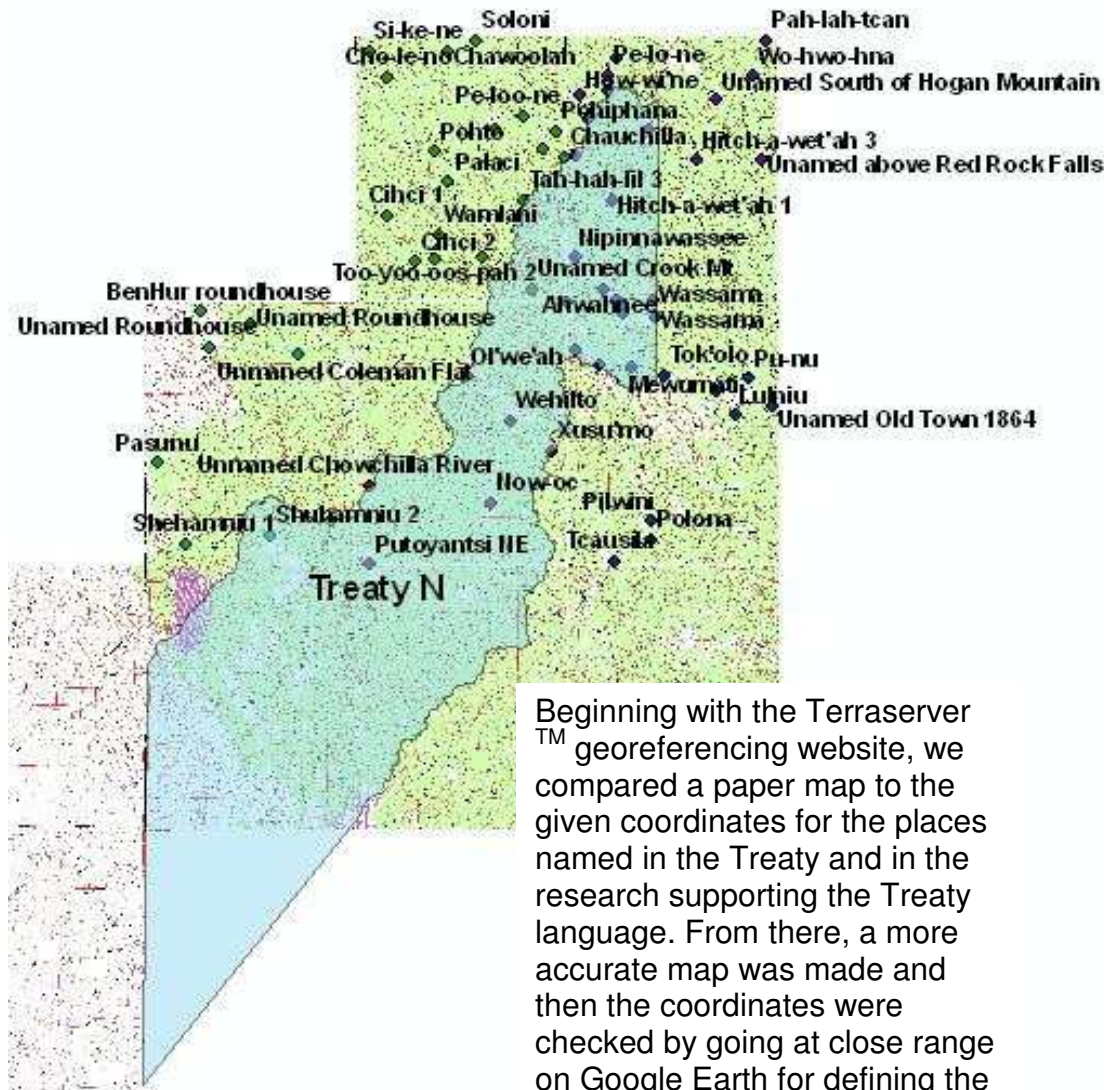 Soloni
Pah-lah-tcan
Si-ke-ne
Cho-le-no Chawoolah
Pe-lo-ne
Wo-hwo-hna
How-wi'ne
Unamed South of Hogan Mountain
Pe-loo-ne
Pohiphana
Pohto
Chauchilla
Hitch-a-wet'ah 3
Palaci
Unamed above Red Rock Falls
Tah-hah-lil 3
Cihci 1
Hitch-a-wet'ah 1
Wamlahi
Cihci 2
Nipinnawassee
Too-yoo-oos-pah 2
Unamed Crook Mt
BenHur roundhouse
Ahwahnee
Wassama
Unamed Roundhouse
Unamed Roundhouse
Wassama
Ol'we'ah
Tok'olo
Pu-nu
Unmaned Coleman Flat
Mewumati
Wehilto
Lulniu
Unamed Old Town 1864
Xusu'mo
Pasunu
Unmaned Chowchilla River
Now-oc
Pilwini
Shehamniu 1
Shuhamniu 2
Polona
Putoyantsi NE
Tcausila
Treaty N
Beginning with the Terraserver
TM georeferencing website, we
compared a paper map to the
given coordinates for the places
named in the Treaty and in the
research supporting the Treaty
language. From there, a more
accurate map was made and
then the coordinates were
checked by going at close range
on Google Earth for defining the